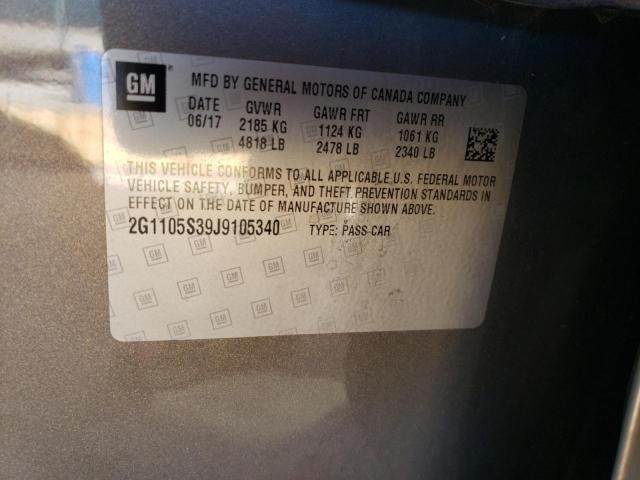 GM
MFD BY GENERAL MOTORS OF CANADA COMPANY
DATE GVWR GAWR FRT GAWR RR
06/17 2185 KG 1124 KG 1061 KG
4818 LB 2478 LB 2340 LB
THIS VEHICLE CONFORMS TO ALL APPLICABLE U.S. FEDERAL MOTOR
VEHICLE SAFETY, BUMPER, AND THEFT PREVENTION STANDARDS IN
EFFECT ON THE DATE OF MANUFACTURE SHOWN ABOVE.
2G1105S39J9105340 TYPE: PASS CAR